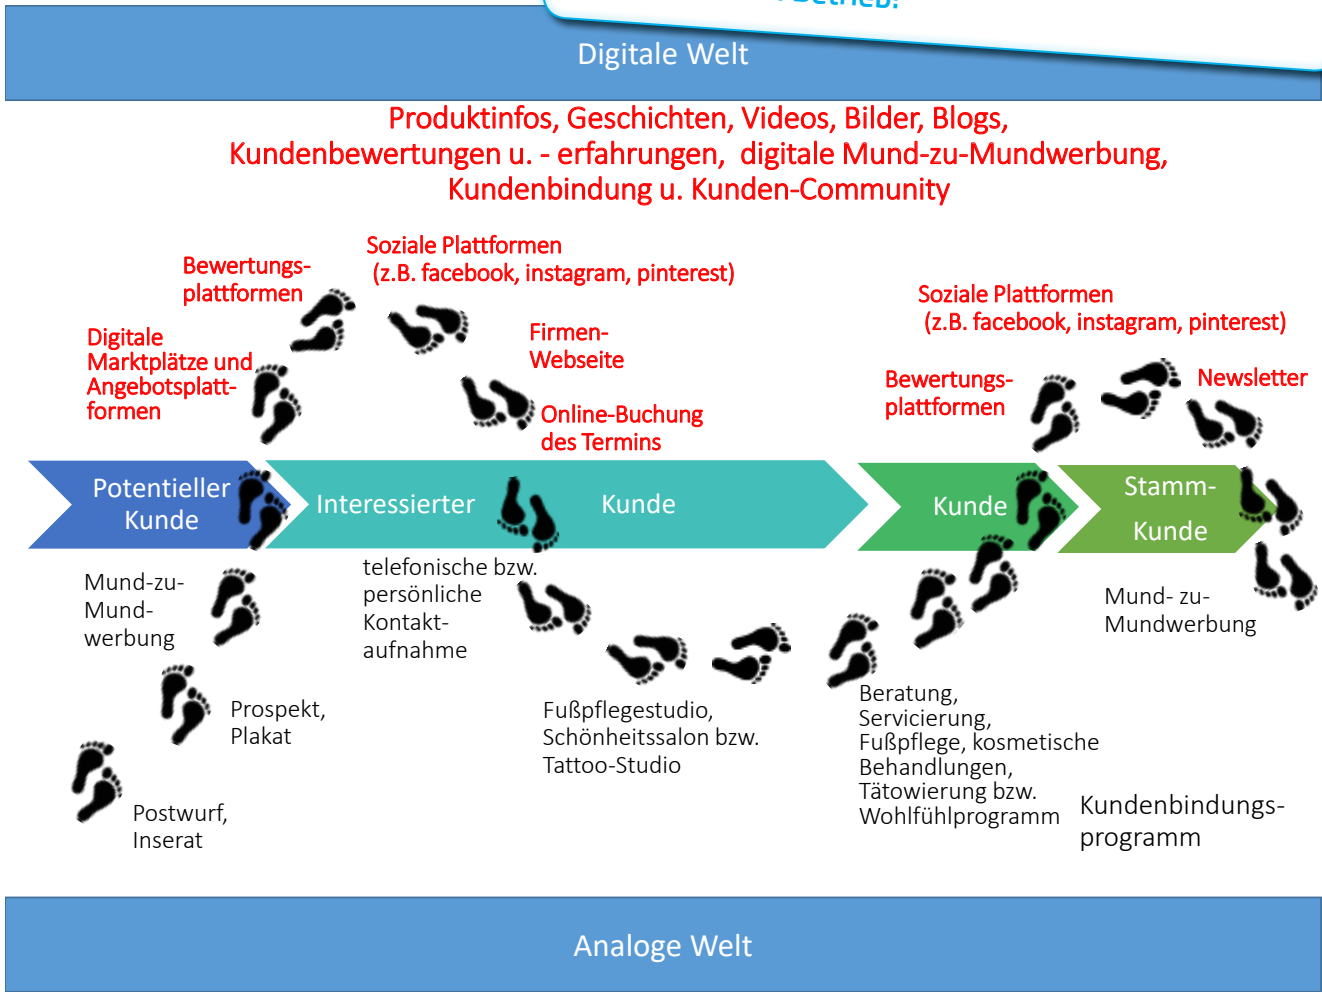 Betrieb!
Digitale Welt
Produktinfos, Geschichten, Videos, Bilder, Blogs,
Kundenbewertungen u. - erfahrungen, digitale Mund-zu-Mundwerbung,
Kundenbindung u. Kunden-Community
Soziale Plattformen
(z.B. facebook, instagram, pinterest)
Bewertungs-
plattformen
Digitale
Marktplätze und
Angebotsplatt-
formen
Firmen-
Webseite
Online-Buchung
des Termins
Soziale Plattformen
(z.B. facebook, instagram, pinterest)
Bewertungs-
plattformen
Newsletter
Potentieller
Kunde
Interessierter
Kunde
Kunde
Stamm-
Kunde
Mund-zu-
Mund-
werbung
telefonische bzw.
persönliche
Kontakt-
aufnahme
Mund- zu-
Mundwerbung
Prospekt,
Plakat
Fußpflegestudio,
Schönheitssalon bzw.
Tattoo-Studio
Beratung,
Servicierung,
Fußpflege, kosmetische
Behandlungen,
Tätowierung bzw.
Wohlfühlprogramm
Postwurf,
Inserat
Kundenbindungs-
programm
Analoge Welt